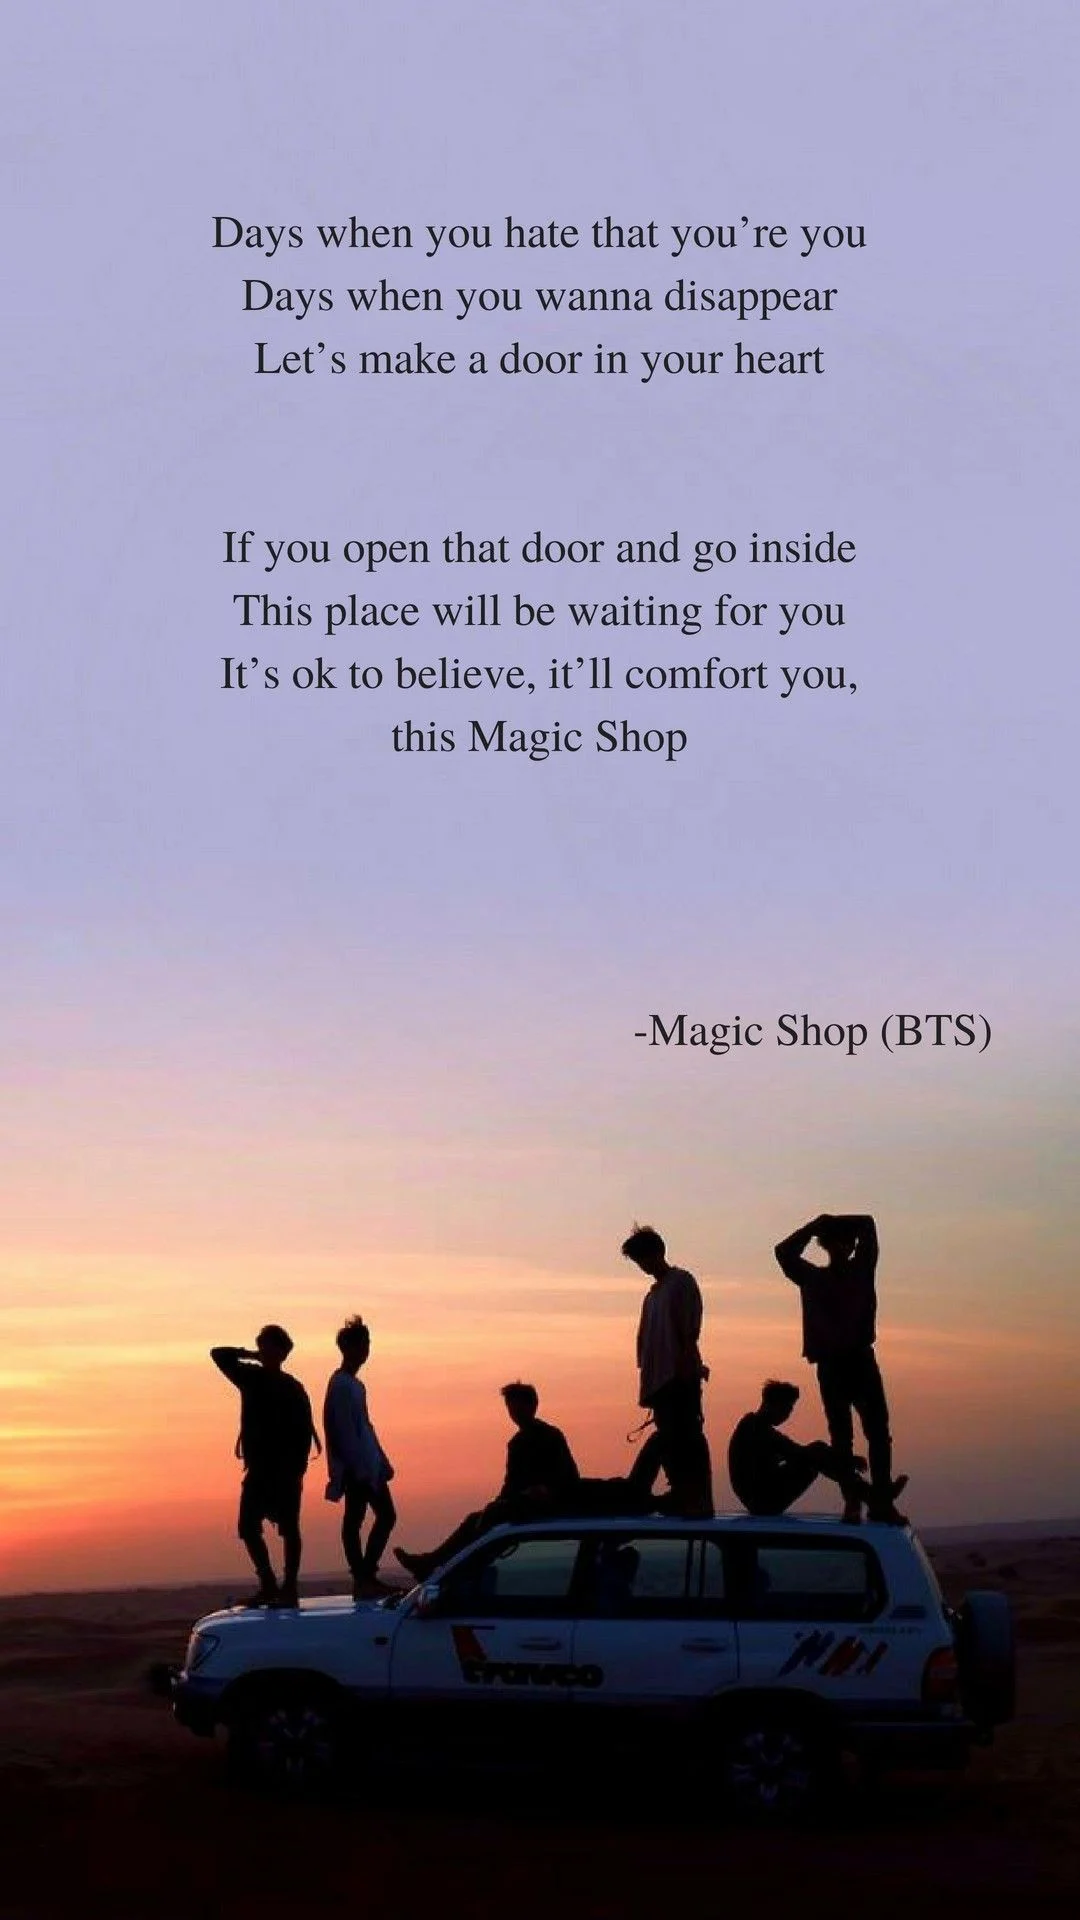 Days when you hate that you’re you
Days when you wanna disappear
Let’s make a door in your heart
If you open that door and go inside
This place will be waiting for you
It’s ok to believe, it’ll comfort you,
this Magic Shop
-Magic Shop (BTS)
travco